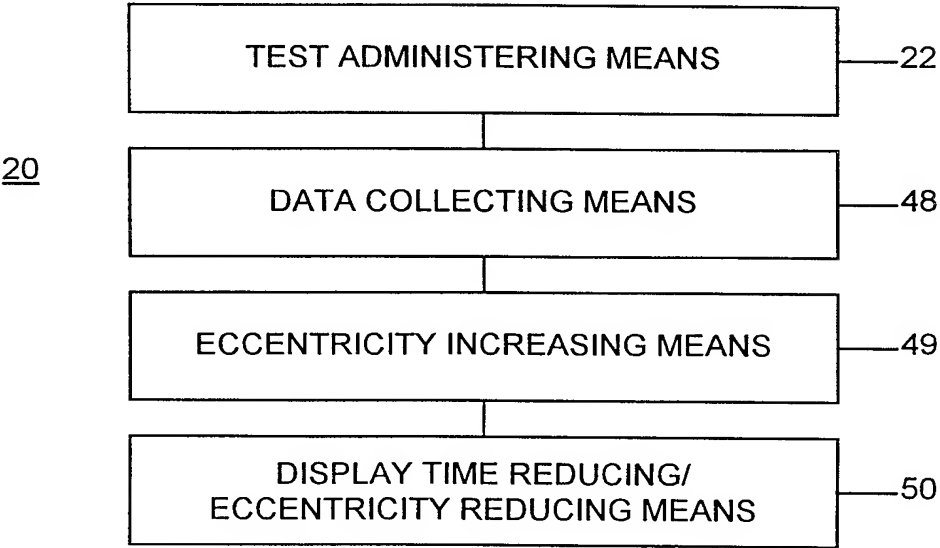 TEST ADMINISTERING MEANS
22
20
DATA COLLECTING MEANS
48
ECCENTRICITY INCREASING MEANS
49
DISPLAY TIME REDUCING/
ECCENTRICITY REDUCING MEANS
50